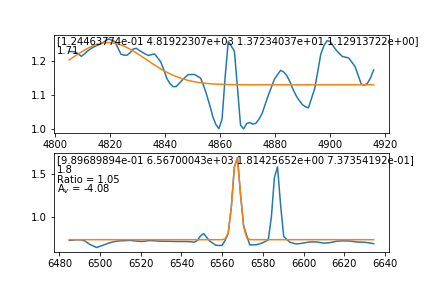 [1.24463774e-01 4.81922307e+03 1.37234037e+01 1.12913722e+00]
1.71
1.2
1.1
1.0
4800 4820 4840 4860 4880 4900 4920
[9.89689894e-01 6.56700043e+03 1.81425652e+00 7.37354192e-01]
1.8
Ratio = 1.05
Aᵥ = -4.08
1.5
1.0
6480 6500 6520 6540 6560 6580 6600 6620 6640